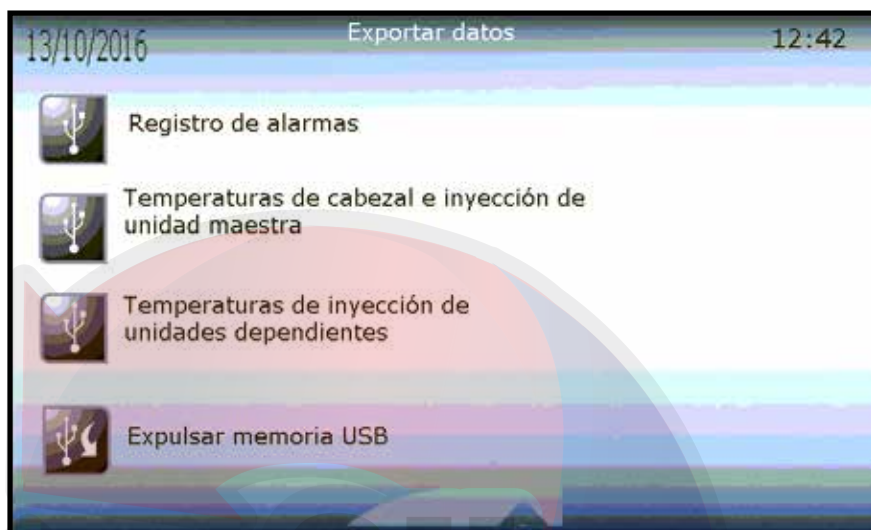 13/10/2016 Exportar datos 12:42
Registro de alarmas
Temperaturas de cabezal e inyección de
unidad maestra
Temperaturas de inyección de
unidades dependientes
Expulsar memoria USB